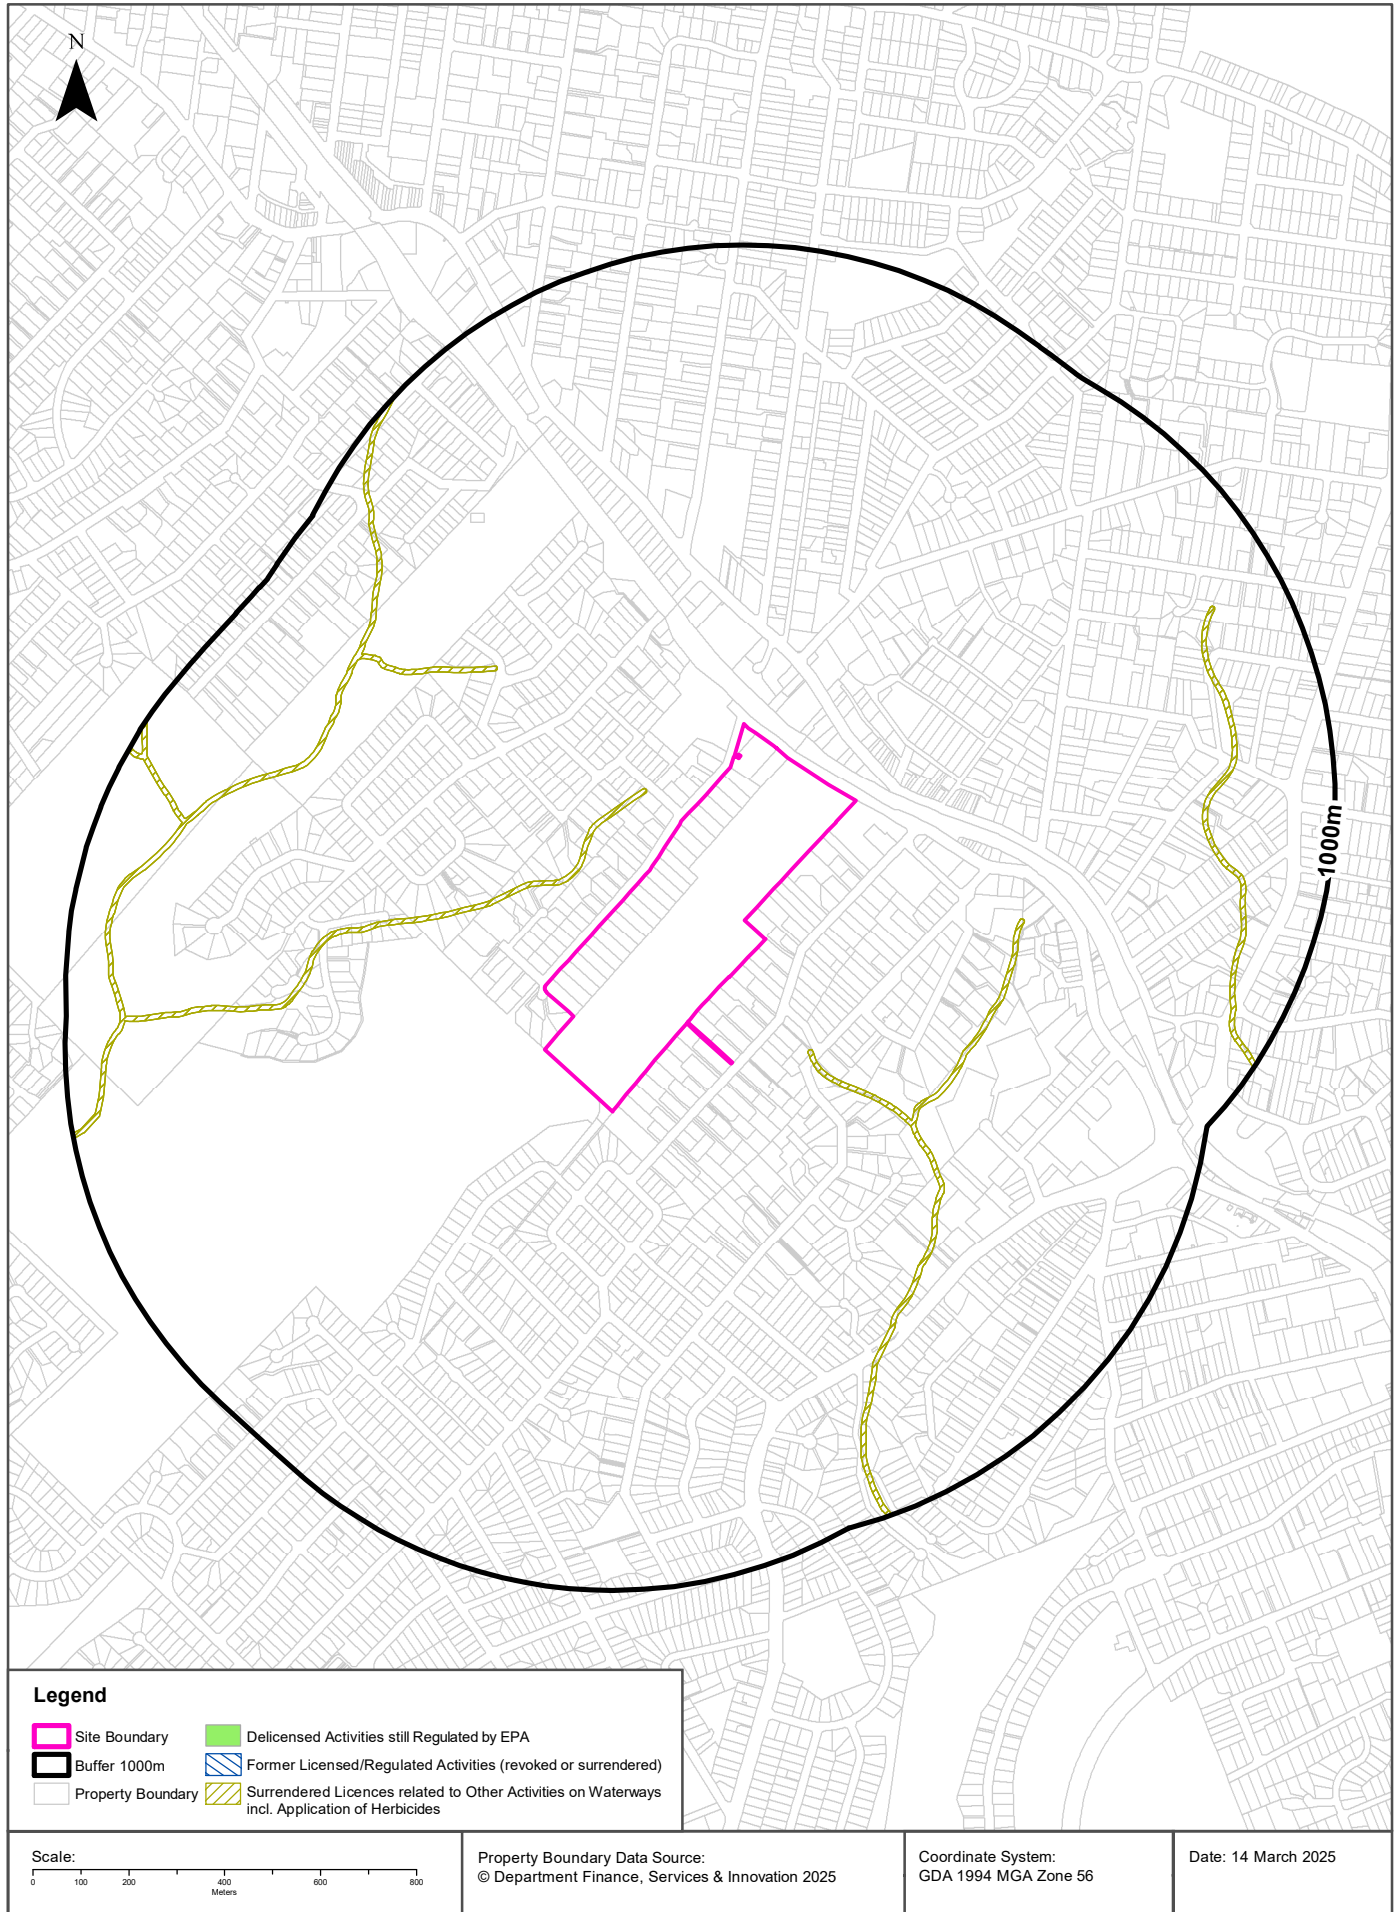 N
1000m
Legend
Site Boundary
Buffer 1000m
Property Boundary
Delicensed Activities still Regulated by EPA
Former Licensed/Regulated Activities (revoked or surrendered)
Surrendered Licences related to Other Activities on Waterways
incl. Application of Herbicides
Scale:
0 100 200 400 600 800
Meters
Property Boundary Data Source:
© Department Finance, Services & Innovation 2025
Coordinate System:
GDA 1994 MGA Zone 56
Date: 14 March 2025